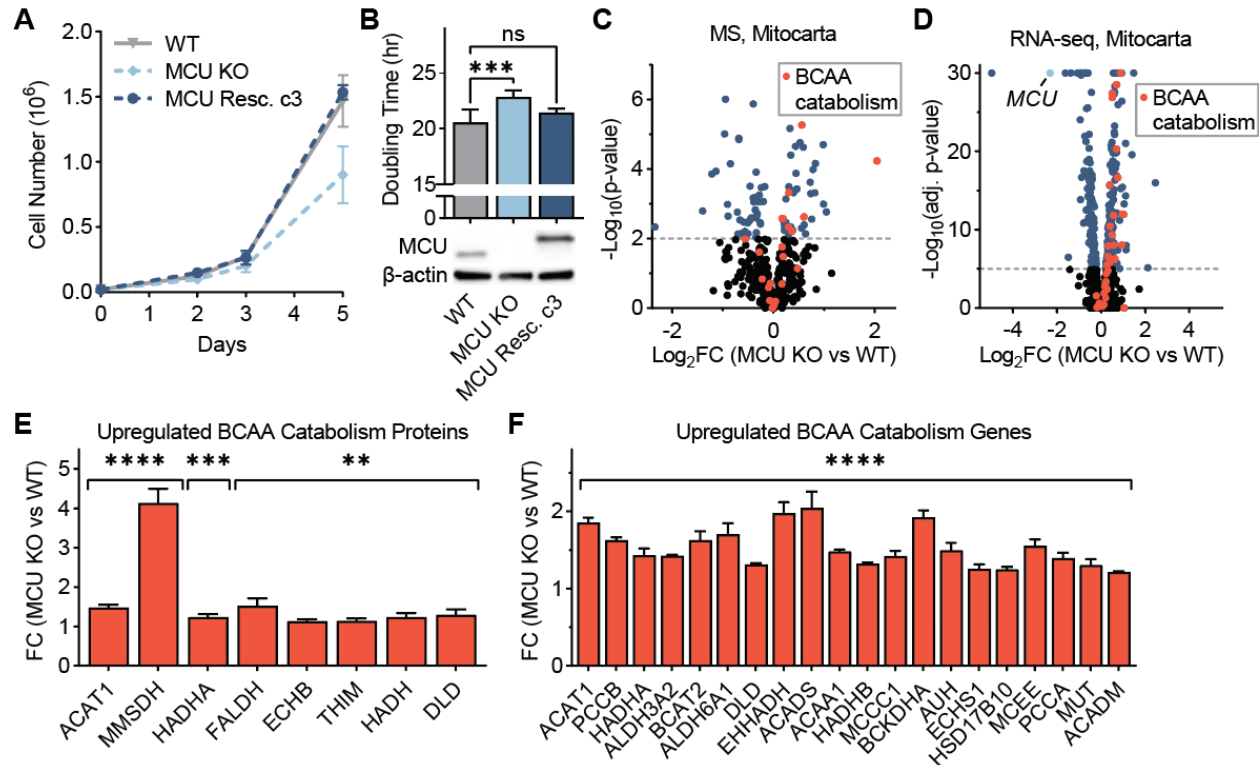 A
2.0
1.5
1.0
0.5
0.0
Cell Number (10⁶)
WT
MCU KO
MCU Resc. c3
0 1 2 3 4 5
Days
B
ns
***
25
20
15
0
Doubling Time (hr)
MCU
β-actin
WT
MCU KO
MCU Resc. c3
C
MS, Mitocarta
BCAA
catabolism
6
4
2
0
-Log₁₀(p-value)
-2 0 2
Log₂FC (MCU KO vs WT)
D
RNA-seq, Mitocarta
MCU
BCAA
catabolism
30
25
20
15
10
5
0
-Log₁₀(adj. p-value)
-4 -2 0 2 4
Log₂FC (MCU KO vs WT)
E
Upregulated BCAA Catabolism Proteins
**** *** **
5
4
3
2
1
0
FC (MCU KO vs WT)
ACAT1
MMSDH
HADHA
FALDH
ECHB
THIM
HADH
DLD
F
Upregulated BCAA Catabolism Genes
****
2
1
0
FC (MCU KO vs WT)
ACAT1
PCCB
HADHA
ALDH3A2
BCAT2
ALDH6A1
DLD
EHHADH
ACADS
ACAA1
HADHB
MCCC1
BCKDHA
AUH
ECHS1
HSD17B10
MCEE
PCCA
MUT
ACADM